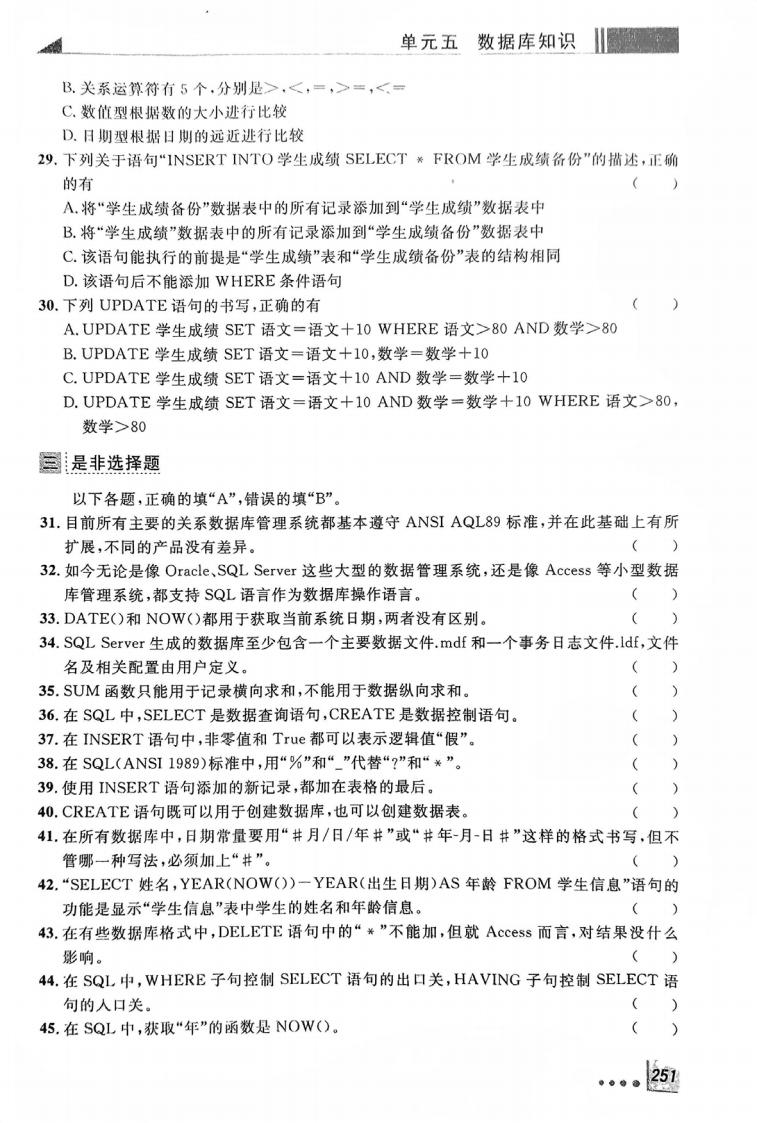 单元五 数据库知识
B. 关系运算符有 5 个,分别是>,<,=,>=,<=
C. 数值型根据数的大小进行比较
D. 日期型根据日期的远近进行比较
29. 下列关于语句“INSERT INTO 学生成绩 SELECT * FROM 学生成绩备份”的描述,正确
的有 ( )
A. 将“学生成绩备份”数据表中的所有记录添加到“学生成绩”数据表中
B. 将“学生成绩”数据表中的所有记录添加到“学生成绩备份”数据表中
C. 该语句能执行的前提是“学生成绩”表和“学生成绩备份”表的结构相同
D. 该语句后不能添加 WHERE 条件语句
30. 下列 UPDATE 语句的书写,正确的有 ( )
A. UPDATE 学生成绩 SET 语文=语文+10 WHERE 语文>80 AND 数学>80
B. UPDATE 学生成绩 SET 语文=语文+10,数学=数学+10
C. UPDATE 学生成绩 SET 语文=语文+10 AND 数学=数学+10
D. UPDATE 学生成绩 SET 语文=语文+10 AND 数学=数学+10 WHERE 语文>80,
数学>80
三 是非选择题
以下各题,正确的填“A”,错误的填“B”。
31. 目前所有主要的关系数据库管理系统都基本遵守 ANSI AQL89 标准,并在此基础上有所
扩展,不同的产品没有差异。 ( )
32. 如今无论是像 Oracle、SQL Server 这些大型的数据管理系统,还是像 Access 等小型数据
库管理系统,都支持 SQL 语言作为数据库操作语言。 ( )
33. DATE()和 NOW()都用于获取当前系统日期,两者没有区别。 ( )
34. SQL Server 生成的数据库至少包含一个主要数据文件.mdf 和一个事务日志文件.ldf,文件
名及相关配置由用户定义。 ( )
35. SUM 函数只能用于记录横向求和,不能用于数据纵向求和。 ( )
36. 在 SQL 中,SELECT 是数据查询语句,CREATE 是数据控制语句。 ( )
37. 在 INSERT 语句中,非零值和 True 都可以表示逻辑值“假”。 ( )
38. 在 SQL(ANSI 1989)标准中,用“%”和“_”代替“?”和“*”。 ( )
39. 使用 INSERT 语句添加的新记录,都加在表格的最后。 ( )
40. CREATE 语句既可以用于创建数据库,也可以创建数据表。 ( )
41. 在所有数据库中,日期常量要用“#月/日/年#”或“#年-月-日#”这样的格式书写,但不
管哪一种写法,必须加上“#”。 ( )
42. “SELECT 姓名,YEAR(NOW())-YEAR(出生日期)AS 年龄 FROM 学生信息”语句的
功能是显示“学生信息”表中学生的姓名和年龄信息。 ( )
43. 在有些数据库格式中,DELETE 语句中的“*”不能加,但就 Access 而言,对结果没什么
影响。 ( )
44. 在 SQL 中,WHERE 子句控制 SELECT 语句的出口关,HAVING 子句控制 SELECT 语
句的人口关。 ( )
45. 在 SQL 中,获取“年”的函数是 NOW()。 ( )
251